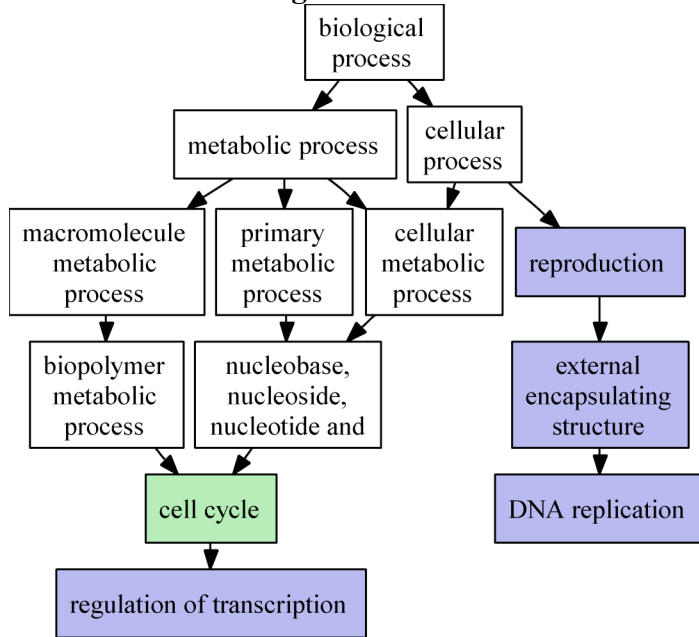 biological
process
metabolic process
cellular
process
macromolecule
metabolic
process
primary
metabolic
process
cellular
metabolic
process
reproduction
biopolymer
metabolic
process
nucleobase,
nucleoside,
nucleotide and
external
encapsulating
structure
cell cycle
DNA replication
regulation of transcription